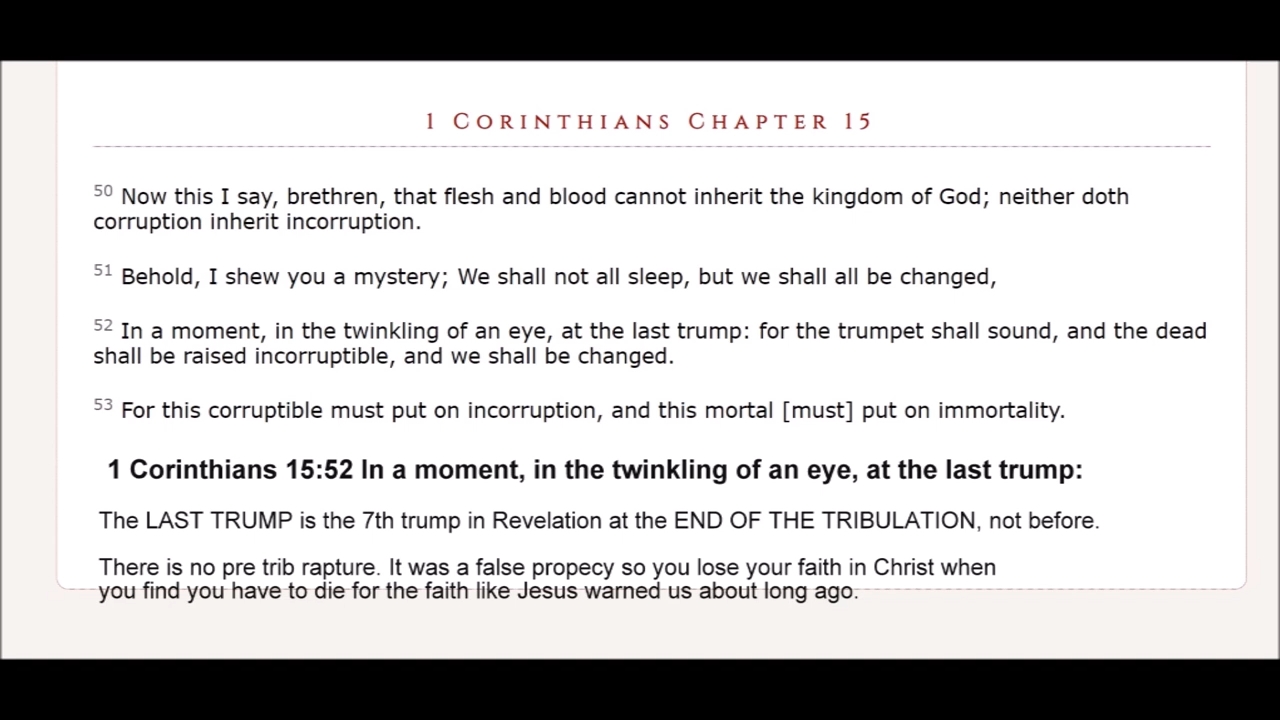 1 Corinthians Chapter 15
50 Now this I say, brethren, that flesh and blood cannot inherit the kingdom of God; neither doth
corruption inherit incorruption.
51 Behold, I shew you a mystery; We shall not all sleep, but we shall all be changed,
52 In a moment, in the twinkling of an eye, at the last trump: for the trumpet shall sound, and the dead
shall be raised incorruptible, and we shall be changed.
53 For this corruptible must put on incorruption, and this mortal [must] put on immortality.
1 Corinthians 15:52 In a moment, in the twinkling of an eye, at the last trump:
The LAST TRUMP is the 7th trump in Revelation at the END OF THE TRIBULATION, not before.
There is no pre trib rapture. It was a false propecy so you lose your faith in Christ when
you find you have to die for the faith like Jesus warned us about long ago.